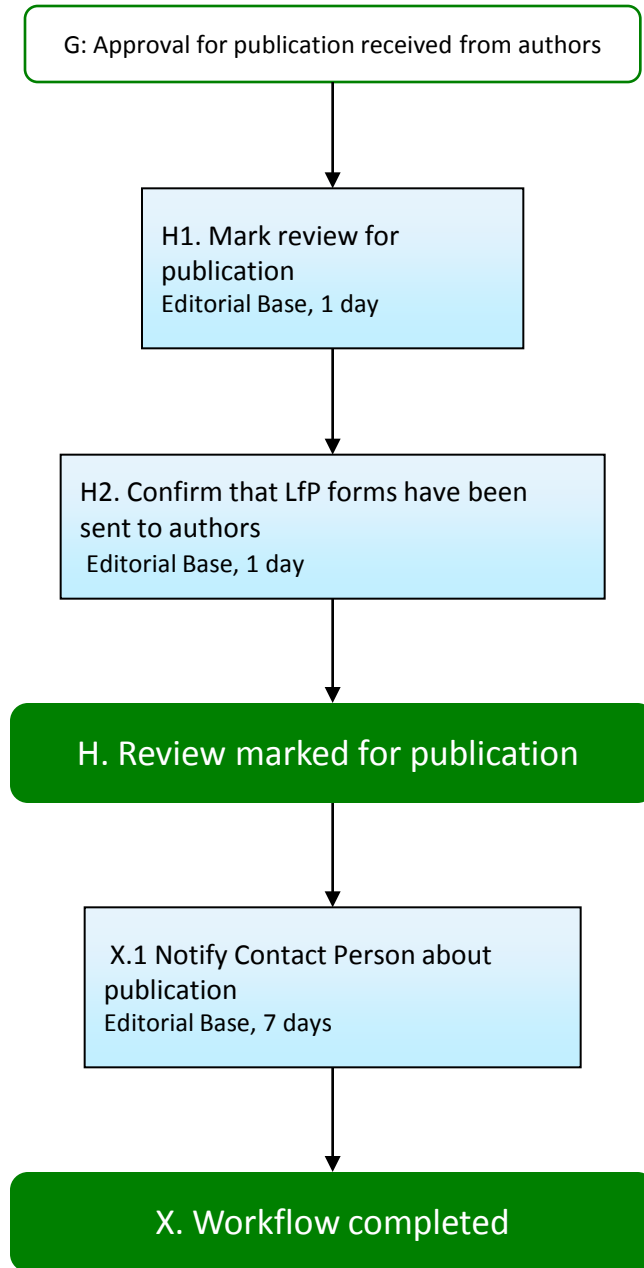 G: Approval for publication received from authors
H1. Mark review for
publication
Editorial Base, 1 day
H2. Confirm that LfP forms have been
sent to authors
Editorial Base, 1 day
H. Review marked for publication
X.1 Notify Contact Person about
publication
Editorial Base, 7 days
X. Workflow completed